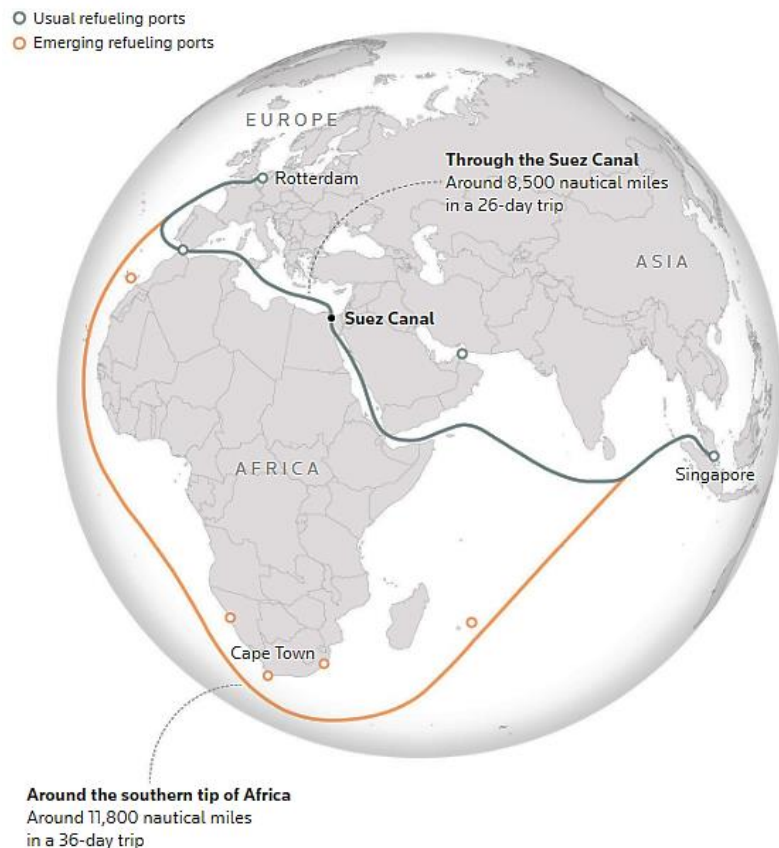 Usual refueling ports
Emerging refueling ports
EUROPE
Rotterdam
Through the Suez Canal
Around 8,500 nautical miles
in a 26-day trip
ASIA
Suez Canal
AFRICA
Singapore
Cape Town
Around the southern tip of Africa
Around 11,800 nautical miles
in a 36-day trip